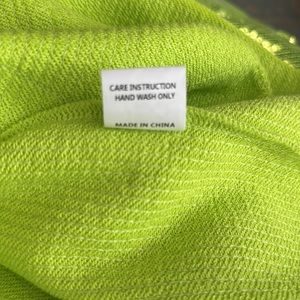 CARE INSTRUCTION
HAND WASH ONLY
MADE IN CHINA